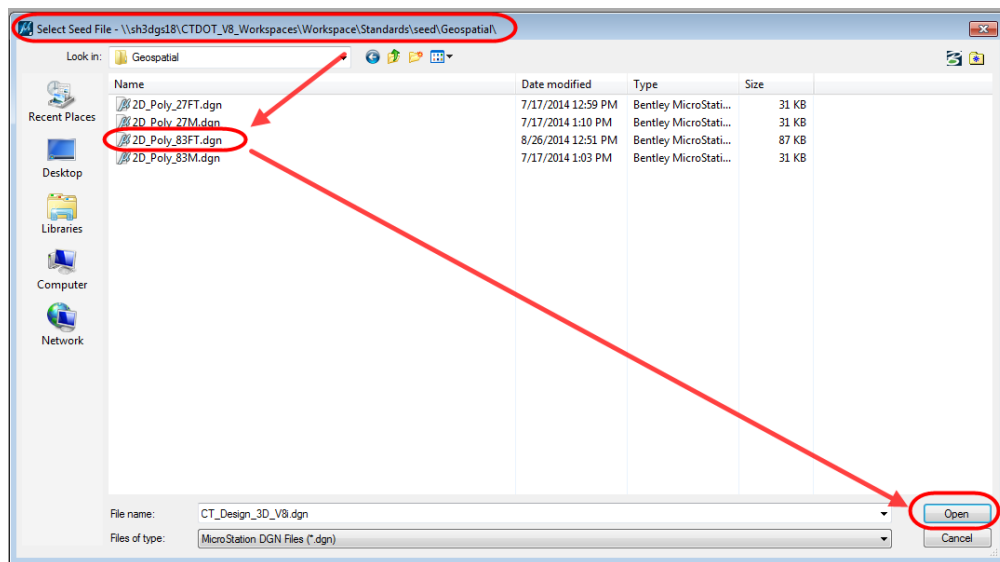 Select Seed File - \\sh3dgs18\CTDOT_V8_Workspaces\Workspace\Standards\seed\Geospatial\
Look in: Geospatial
Name Date modified Type Size
2D_Poly_27FT.dgn 7/17/2014 12:59 PM Bentley MicroStati... 31 KB
2D_Poly_27M.dgn 7/17/2014 1:10 PM Bentley MicroStati... 31 KB
2D_Poly_83FT.dgn 8/26/2014 12:51 PM Bentley MicroStati... 87 KB
2D_Poly_83M.dgn 7/17/2014 1:03 PM Bentley MicroStati... 31 KB
Recent Places
Desktop
Libraries
Computer
Network
File name: CT_Design_3D_V8i.dgn Open
Files of type: MicroStation DGN Files (*.dgn) Cancel